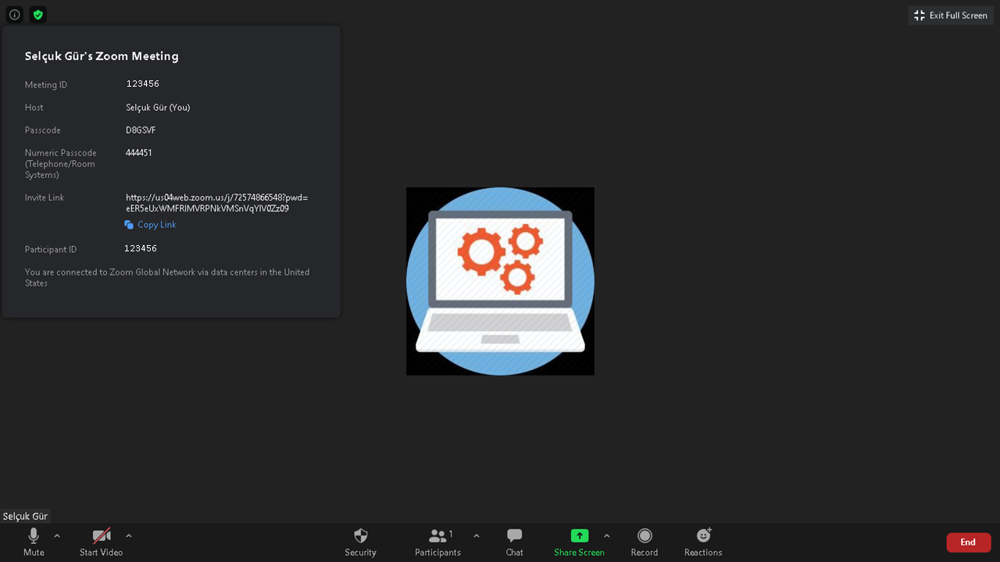 Exit Full Screen
Selçuk Gür's Zoom Meeting
Meeting ID 123456
Host Selçuk Gür (You)
Passcode D8GSVF
Numeric Passcode 444451
(Telephone/Room
Systems)
Invite Link https://us04web.zoom.us/j/72574866548?pwd=
eER5eUxWMFRIMVRPNkVMSnVqYlV0Zz09
Copy Link
Participant ID 123456
You are connected to Zoom Global Network via data centers in the United
States
Selçuk Gür
1
Mute Start Video Security Participants Chat Share Screen Record Reactions End